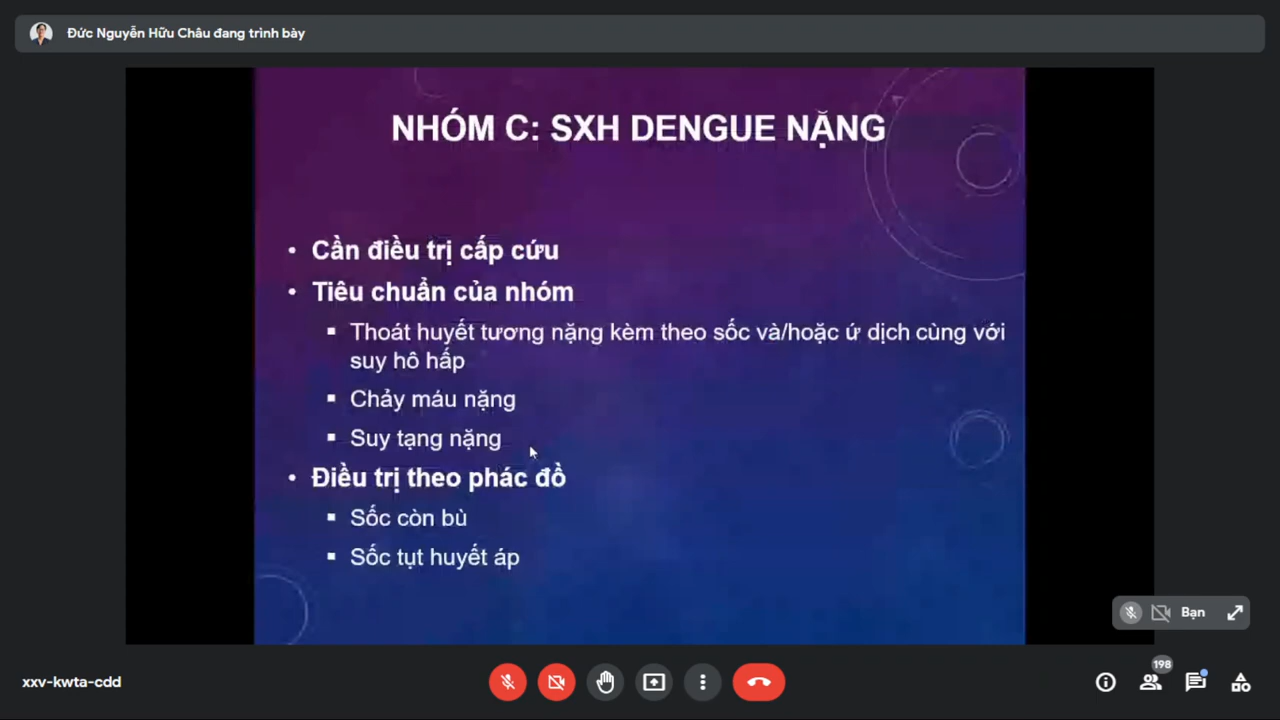 Đức Nguyễn Hữu Châu đang trình bày
NHÓM C: SXH DENGUE NẶNG
• Cần điều trị cấp cứu
• Tiêu chuẩn của nhóm
▪ Thoát huyết tương nặng kèm theo sốc và/hoặc ứ dịch cùng với
suy hô hấp
▪ Chảy máu nặng
▪ Suy tạng nặng
• Điều trị theo phác đồ
▪ Sốc còn bù
▪ Sốc tụt huyết áp
Bạn
xxv-kwta-cdd
198